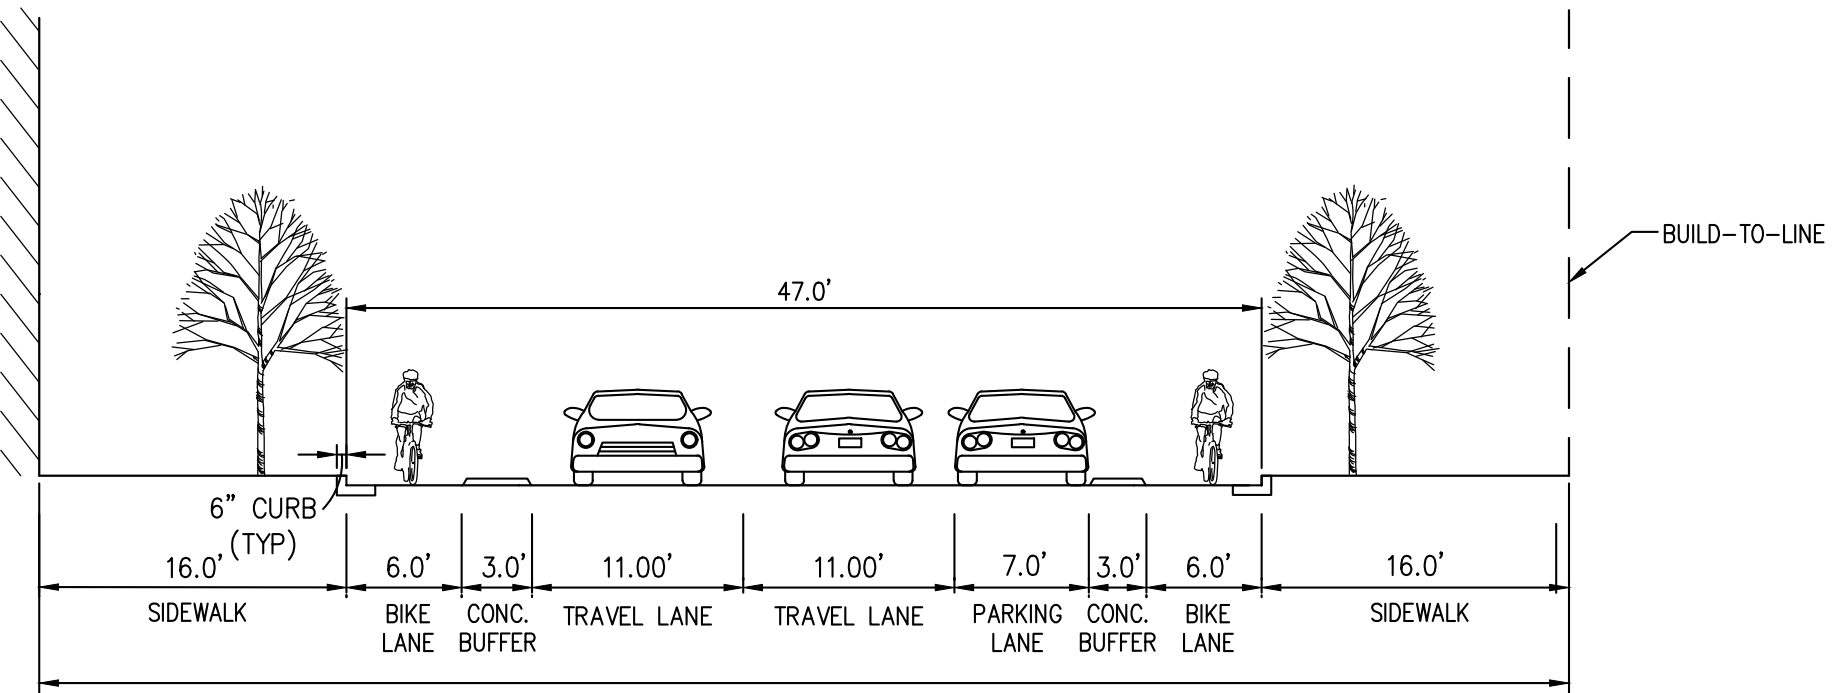 BUILD-TO-LINE
47.0'
6" CURB
(TYP)
16.0' 6.0' 3.0' 11.00' 11.00' 7.0' 3.0' 6.0' 16.0'
SIDEWALK BIKE CONC. TRAVEL LANE TRAVEL LANE PARKING CONC. BIKE SIDEWALK
LANE BUFFER LANE BUFFER LANE